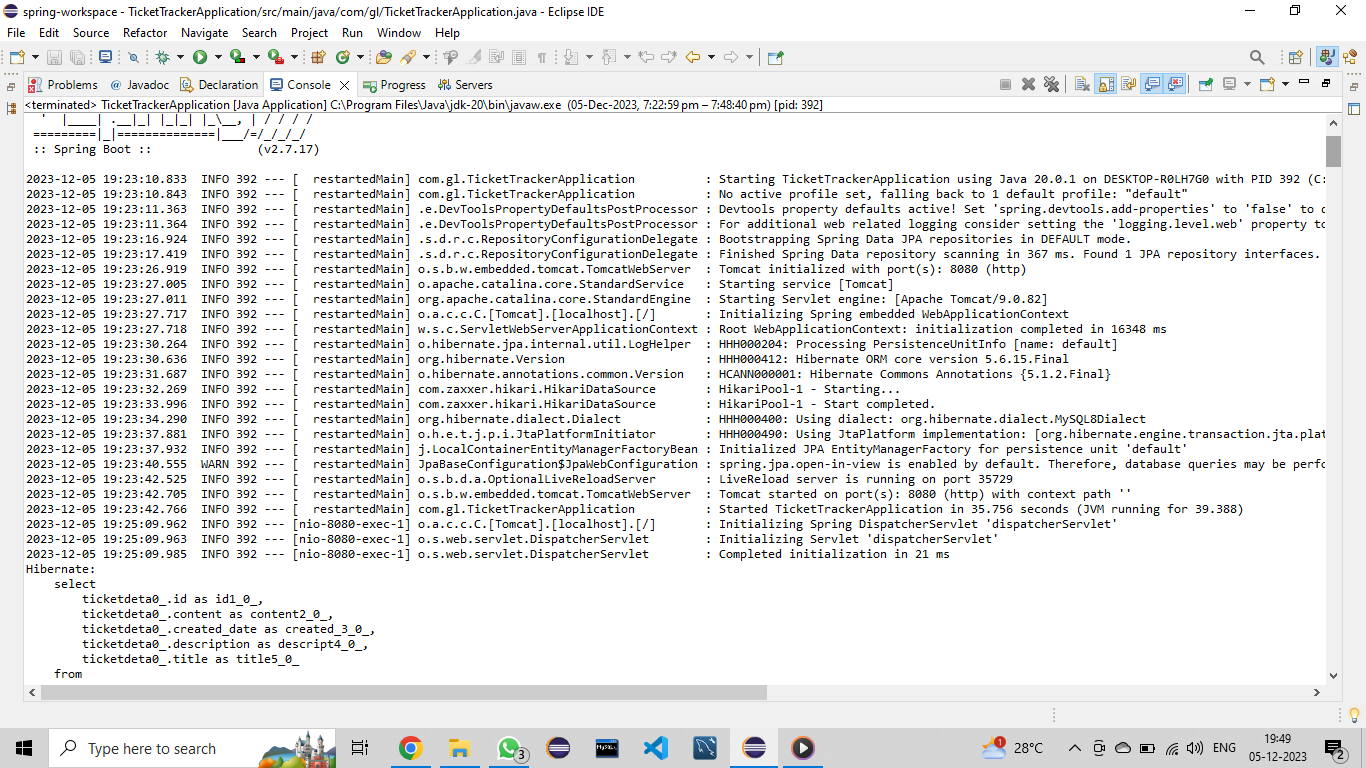 spring-workspace - TicketTrackerApplication/src/main/java/com/gl/TicketTrackerApplication.java - Eclipse IDE
File Edit Source Refactor Navigate Search Project Run Window Help
Problems Javadoc Declaration Console Progress Servers
<terminated> TicketTrackerApplication [Java Application] C:\Program Files\Java\jdk-20\bin\javaw.exe (05-Dec-2023, 7:22:59 pm – 7:48:40 pm) [pid: 392]
'  |____| .__|_| |_|_| |_\__, | / / / /
=========|_|==============|___/=/_/_/_/
:: Spring Boot ::                (v2.7.17)
2023-12-05 19:23:10.833  INFO 392 --- [  restartedMain] com.gl.TicketTrackerApplication          : Starting TicketTrackerApplication using Java 20.0.1 on DESKTOP-R0LH7G0 with PID 392 (C:
2023-12-05 19:23:10.843  INFO 392 --- [  restartedMain] com.gl.TicketTrackerApplication          : No active profile set, falling back to 1 default profile: "default"
2023-12-05 19:23:11.363  INFO 392 --- [  restartedMain] .e.DevToolsPropertyDefaultsPostProcessor : Devtools property defaults active! Set 'spring.devtools.add-properties' to 'false' to d
2023-12-05 19:23:11.364  INFO 392 --- [  restartedMain] .e.DevToolsPropertyDefaultsPostProcessor : For additional web related logging consider setting the 'logging.level.web' property to
2023-12-05 19:23:16.924  INFO 392 --- [  restartedMain] .s.d.r.c.RepositoryConfigurationDelegate : Bootstrapping Spring Data JPA repositories in DEFAULT mode.
2023-12-05 19:23:17.419  INFO 392 --- [  restartedMain] .s.d.r.c.RepositoryConfigurationDelegate : Finished Spring Data repository scanning in 367 ms. Found 1 JPA repository interfaces.
2023-12-05 19:23:26.919  INFO 392 --- [  restartedMain] o.s.b.w.embedded.tomcat.TomcatWebServer  : Tomcat initialized with port(s): 8080 (http)
2023-12-05 19:23:27.005  INFO 392 --- [  restartedMain] o.apache.catalina.core.StandardService   : Starting service [Tomcat]
2023-12-05 19:23:27.011  INFO 392 --- [  restartedMain] org.apache.catalina.core.StandardEngine  : Starting Servlet engine: [Apache Tomcat/9.0.82]
2023-12-05 19:23:27.717  INFO 392 --- [  restartedMain] o.a.c.c.C.[Tomcat].[localhost].[/]       : Initializing Spring embedded WebApplicationContext
2023-12-05 19:23:27.718  INFO 392 --- [  restartedMain] w.s.c.ServletWebServerApplicationContext : Root WebApplicationContext: initialization completed in 16348 ms
2023-12-05 19:23:30.264  INFO 392 --- [  restartedMain] o.hibernate.jpa.internal.util.LogHelper  : HHH000204: Processing PersistenceUnitInfo [name: default]
2023-12-05 19:23:30.636  INFO 392 --- [  restartedMain] org.hibernate.Version                    : HHH000412: Hibernate ORM core version 5.6.15.Final
2023-12-05 19:23:31.687  INFO 392 --- [  restartedMain] o.hibernate.annotations.common.Version   : HCANN000001: Hibernate Commons Annotations {5.1.2.Final}
2023-12-05 19:23:32.269  INFO 392 --- [  restartedMain] com.zaxxer.hikari.HikariDataSource       : HikariPool-1 - Starting...
2023-12-05 19:23:33.996  INFO 392 --- [  restartedMain] com.zaxxer.hikari.HikariDataSource       : HikariPool-1 - Start completed.
2023-12-05 19:23:34.290  INFO 392 --- [  restartedMain] org.hibernate.dialect.Dialect            : HHH000400: Using dialect: org.hibernate.dialect.MySQL8Dialect
2023-12-05 19:23:37.881  INFO 392 --- [  restartedMain] o.h.e.t.j.p.i.JtaPlatformInitiator       : HHH000490: Using JtaPlatform implementation: [org.hibernate.engine.transaction.jta.plat
2023-12-05 19:23:37.932  INFO 392 --- [  restartedMain] j.LocalContainerEntityManagerFactoryBean : Initialized JPA EntityManagerFactory for persistence unit 'default'
2023-12-05 19:23:40.555  WARN 392 --- [  restartedMain] JpaBaseConfiguration$JpaWebConfiguration : spring.jpa.open-in-view is enabled by default. Therefore, database queries may be perfo
2023-12-05 19:23:42.525  INFO 392 --- [  restartedMain] o.s.b.d.a.OptionalLiveReloadServer       : LiveReload server is running on port 35729
2023-12-05 19:23:42.705  INFO 392 --- [  restartedMain] o.s.b.w.embedded.tomcat.TomcatWebServer  : Tomcat started on port(s): 8080 (http) with context path ''
2023-12-05 19:23:42.766  INFO 392 --- [  restartedMain] com.gl.TicketTrackerApplication          : Started TicketTrackerApplication in 35.756 seconds (JVM running for 39.388)
2023-12-05 19:25:09.962  INFO 392 --- [nio-8080-exec-1] o.a.c.c.C.[Tomcat].[localhost].[/]       : Initializing Spring DispatcherServlet 'dispatcherServlet'
2023-12-05 19:25:09.963  INFO 392 --- [nio-8080-exec-1] o.s.web.servlet.DispatcherServlet        : Initializing Servlet 'dispatcherServlet'
2023-12-05 19:25:09.985  INFO 392 --- [nio-8080-exec-1] o.s.web.servlet.DispatcherServlet        : Completed initialization in 21 ms
Hibernate:
select
ticketdeta0_.id as id1_0_,
ticketdeta0_.content as content2_0_,
ticketdeta0_.created_date as created_3_0_,
ticketdeta0_.description as descript4_0_,
ticketdeta0_.title as title5_0_
from
Type here to search
3
MySQL
1
28°C
ENG
19:49
05-12-2023
2